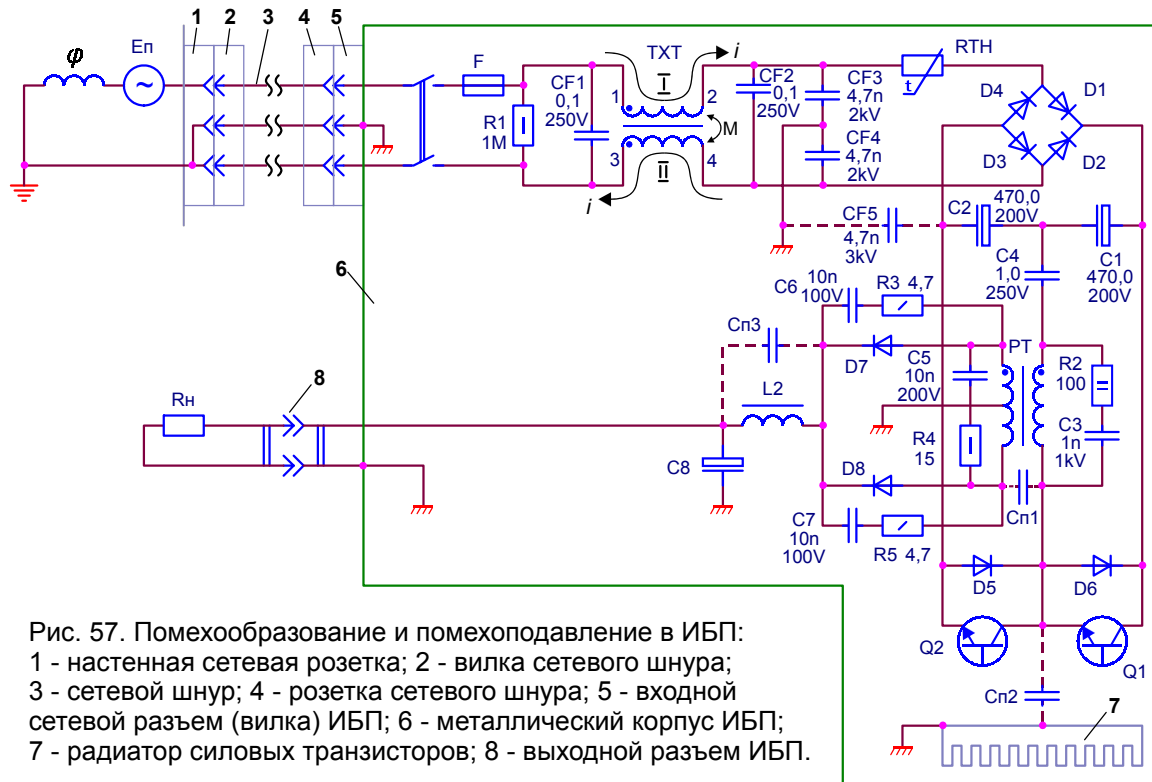 1 2 3 4 5
φ Eп
F
R1
1M
CF1
0,1
250V
TXT
i
I
1 2
M
3 4
II
i
CF2
0,1
250V
CF3
4,7n
2kV
CF4
4,7n
2kV
RTH
t
D4 D1
D3 D2
CF5
4,7n
3kV
C2
470,0
200V
C1
470,0
200V
C4
1,0
250V
6
C6
10n
100V
R3 4,7
Cп3
D7
C5
10n
200V
PT
R2
100
L2
C3
1n
1kV
R4
15
8
Rн
C8
D8
Cп1
C7
10n
100V
R5 4,7
D5 D6
Q2 Q1
Cп2
7
Рис. 57. Помехообразование и помехоподавление в ИБП:
1 - настенная сетевая розетка; 2 - вилка сетевого шнура;
3 - сетевой шнур; 4 - розетка сетевого шнура; 5 - входной
сетевой разъем (вилка) ИБП; 6 - металлический корпус ИБП;
7 - радиатор силовых транзисторов; 8 - выходной разъем ИБП.